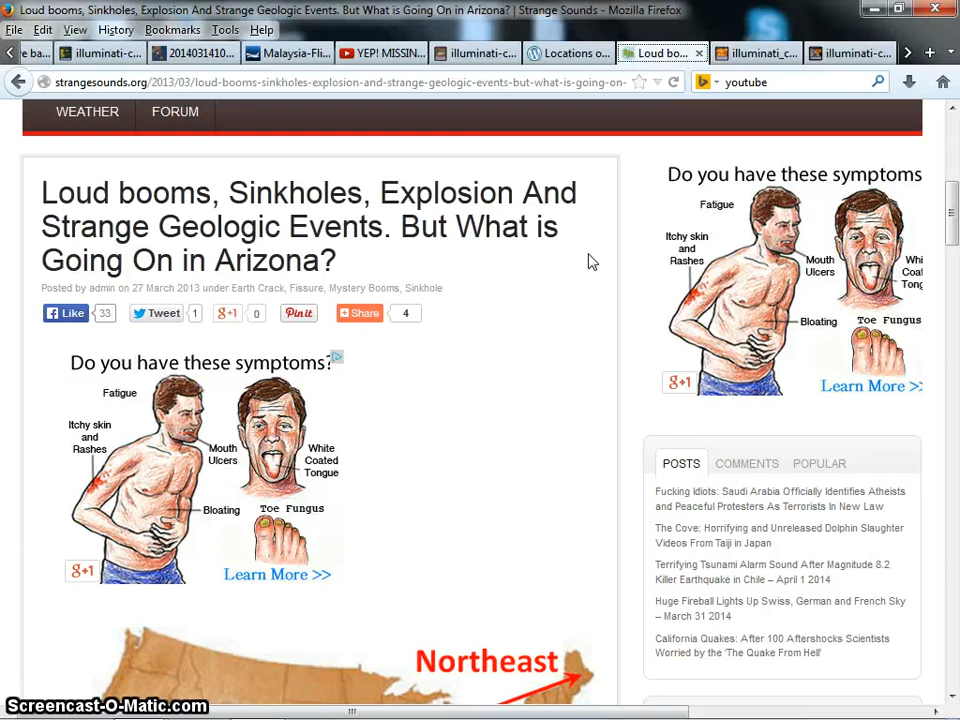 Loud booms, Sinkholes, Explosion And Strange Geologic Events. But What is Going On in Arizona? | Strange Sounds - Mozilla Firefox
File Edit View History Bookmarks Tools Help
illuminati-c... 2014031410... Malaysia-Fli... YEP! MISSIN... illuminati-c... Locations o... Loud bo... illuminati_c... illuminati-c...
strangesounds.org/2013/03/loud-booms-sinkholes-explosion-and-strange-geologic-events-but-what-is-going-on- youtube
WEATHER FORUM
Loud booms, Sinkholes, Explosion And
Strange Geologic Events. But What is
Going On in Arizona?
Posted by admin on 27 March 2013 under Earth Crack, Fissure, Mystery Booms, Sinkhole
Like 33 Tweet 1 g+1 0 Pin it Share 4
Do you have these symptoms?
Fatigue
Itchy skin
and
Rashes
Mouth
Ulcers
White
Coated
Tongue
Bloating
Toe Fungus
g+1
Learn More >>
Northeast
Do you have these symptoms
Fatigue
Itchy skin
and
Rashes
Mouth
Ulcers
Whi
Coat
Tong
Bloating
Toe Fungus
g+1
Learn More >>
POSTS COMMENTS POPULAR
Fucking Idiots: Saudi Arabia Officially Identifies Atheists
and Peaceful Protesters As Terrorists In New Law
The Cove: Horrifying and Unreleased Dolphin Slaughter
Videos From Taiji in Japan
Terrifying Tsunami Alarm Sound After Magnitude 8.2
Killer Earthquake in Chile – April 1 2014
Huge Fireball Lights Up Swiss, German and French Sky
– March 31 2014
California Quakes: After 100 Aftershocks Scientists
Worried by the 'The Quake From Hell'
Screencast-O-Matic.com